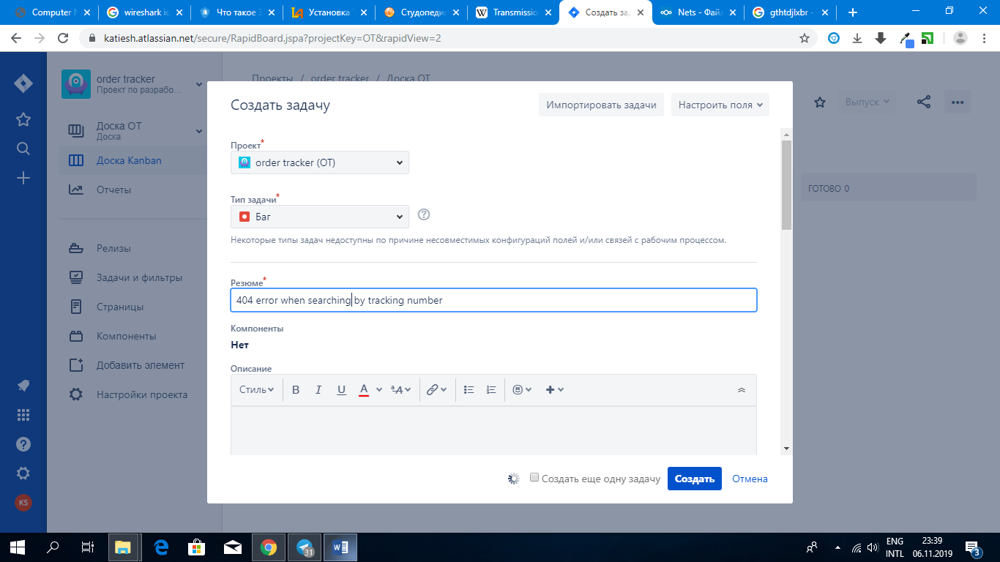 Computer N
wireshark ic
Что такое З
Установка
Студопедия
Transmissio
Создать зад
Nets - Файл
gthtdjlxbr -
katiesh.atlassian.net/secure/RapidBoard.jspa?projectKey=OT&rapidView=2
order tracker
Проект по разрабо...
Доска ОТ
Доска
Доска Kanban
Отчеты
Релизы
Задачи и фильтры
Страницы
Компоненты
Добавить элемент
Настройки проекта
KS
Проекты / order tracker / Доска ОТ
Выпуск
ГОТОВО 0
Создать задачу
Импортировать задачи
Настроить поля
Проект*
order tracker (OT)
Тип задачи*
Баг
Некоторые типы задач недоступны по причине несовместимых конфигураций полей и/или связей с рабочим процессом.
Резюме*
404 error when searching by tracking number
Компоненты
Нет
Описание
Стиль
B I U A ªA
Создать еще одну задачу
Создать
Отмена
31
ENG
INTL
23:39
06.11.2019
3